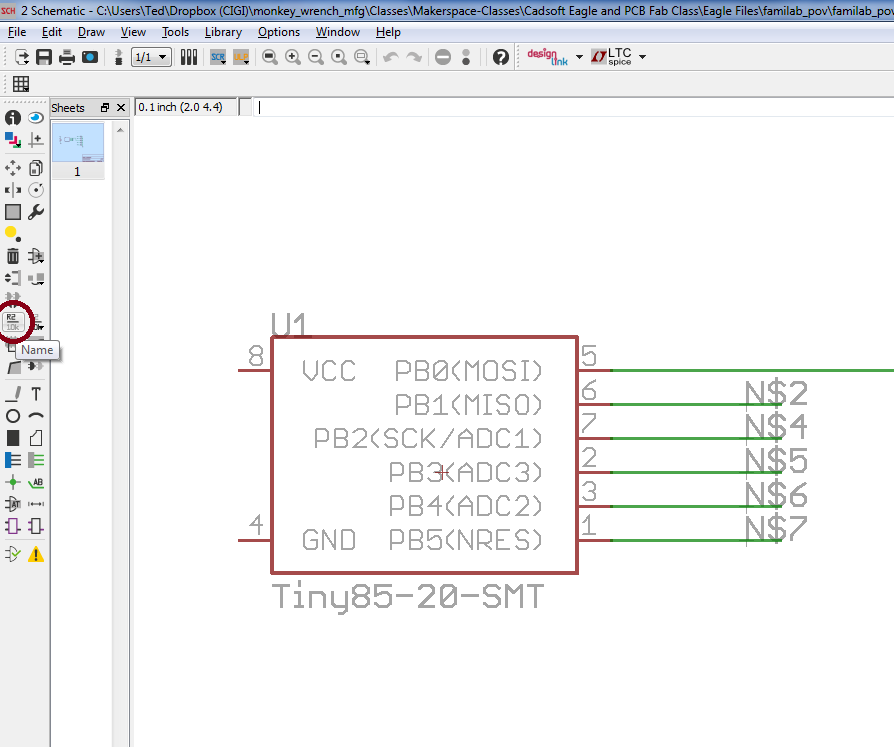 SCH 2 Schematic - C:\Users\Ted\Dropbox (CIGI)\monkey_wrench_mfg\Classes\Makerspace-Classes\Cadsoft Eagle and PCB Fab Class\Eagle Files\familab_pov\familab_pov
File Edit Draw View Tools Library Options Window Help
1/1 SCR design link LTC spice
Sheets 0.1 inch (2.0 4.4)
1
R2
10k
Name
T
AB
U1
8 VCC PB0(MOSI) 5
PB1(MISO) 6 N$2
PB2(SCK/ADC1) 7 N$4
PB3(ADC3) 2 N$5
PB4(ADC2) 3 N$6
4 GND PB5(NRES) 1 N$7
Tiny85-20-SMT